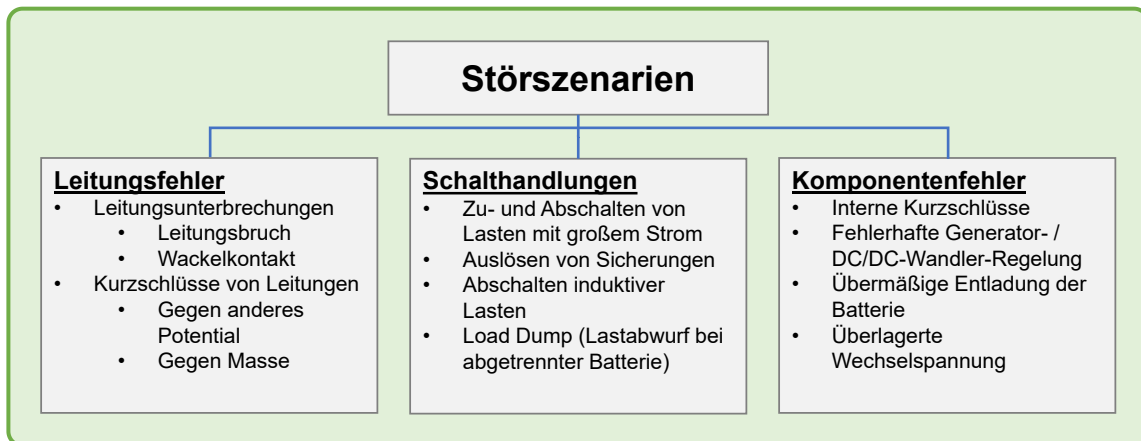 Störszenarien
Leitungsfehler
• Leitungsunterbrechungen
• Leitungsbruch
• Wackelkontakt
• Kurzschlüsse von Leitungen
• Gegen anderes
Potential
• Gegen Masse
Schalthandlungen
• Zu- und Abschalten von
Lasten mit großem Strom
• Auslösen von Sicherungen
• Abschalten induktiver
Lasten
• Load Dump (Lastabwurf bei
abgetrennter Batterie)
Komponentenfehler
• Interne Kurzschlüsse
• Fehlerhafte Generator- /
DC/DC-Wandler-Regelung
• Übermäßige Entladung der
Batterie
• Überlagerte
Wechselspannung